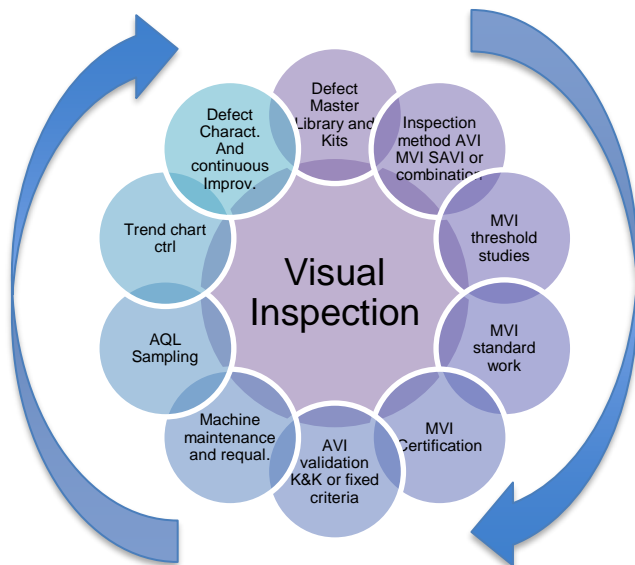 Visual
Inspection
Defect
Master
Library and
Kits
Inspection
method AVI
MVI SAVI or
combination
MVI
threshold
studies
MVI
standard
work
MVI
Certification
AVI
validation
K&K or fixed
criteria
Machine
maintenance
and requal.
AQL
Sampling
Trend chart
ctrl
Defect
Charact.
And
continuous
Improv.